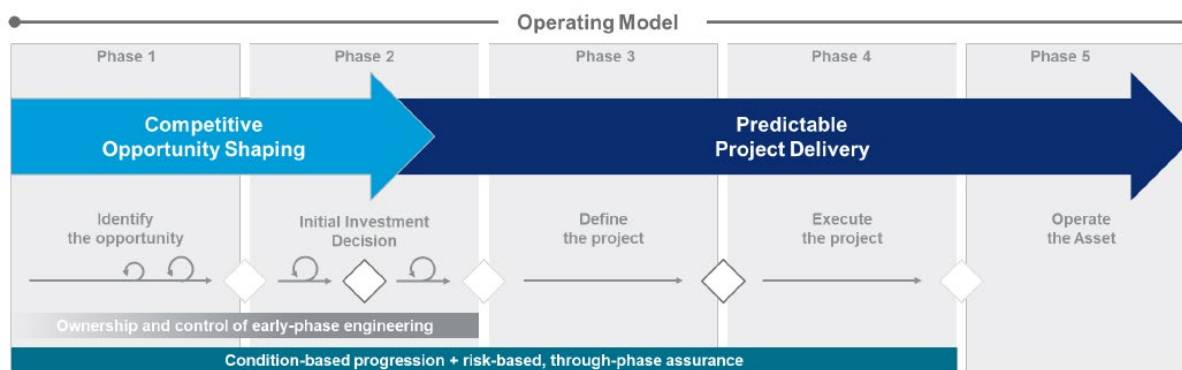 Operating Model
Phase 1
Phase 2
Phase 3
Phase 4
Phase 5
Competitive
Opportunity Shaping
Predictable
Project Delivery
Identify
the opportunity
Initial Investment
Decision
Define
the project
Execute
the project
Operate
the Asset
Ownership and control of early-phase engineering
Condition-based progression + risk-based, through-phase assurance